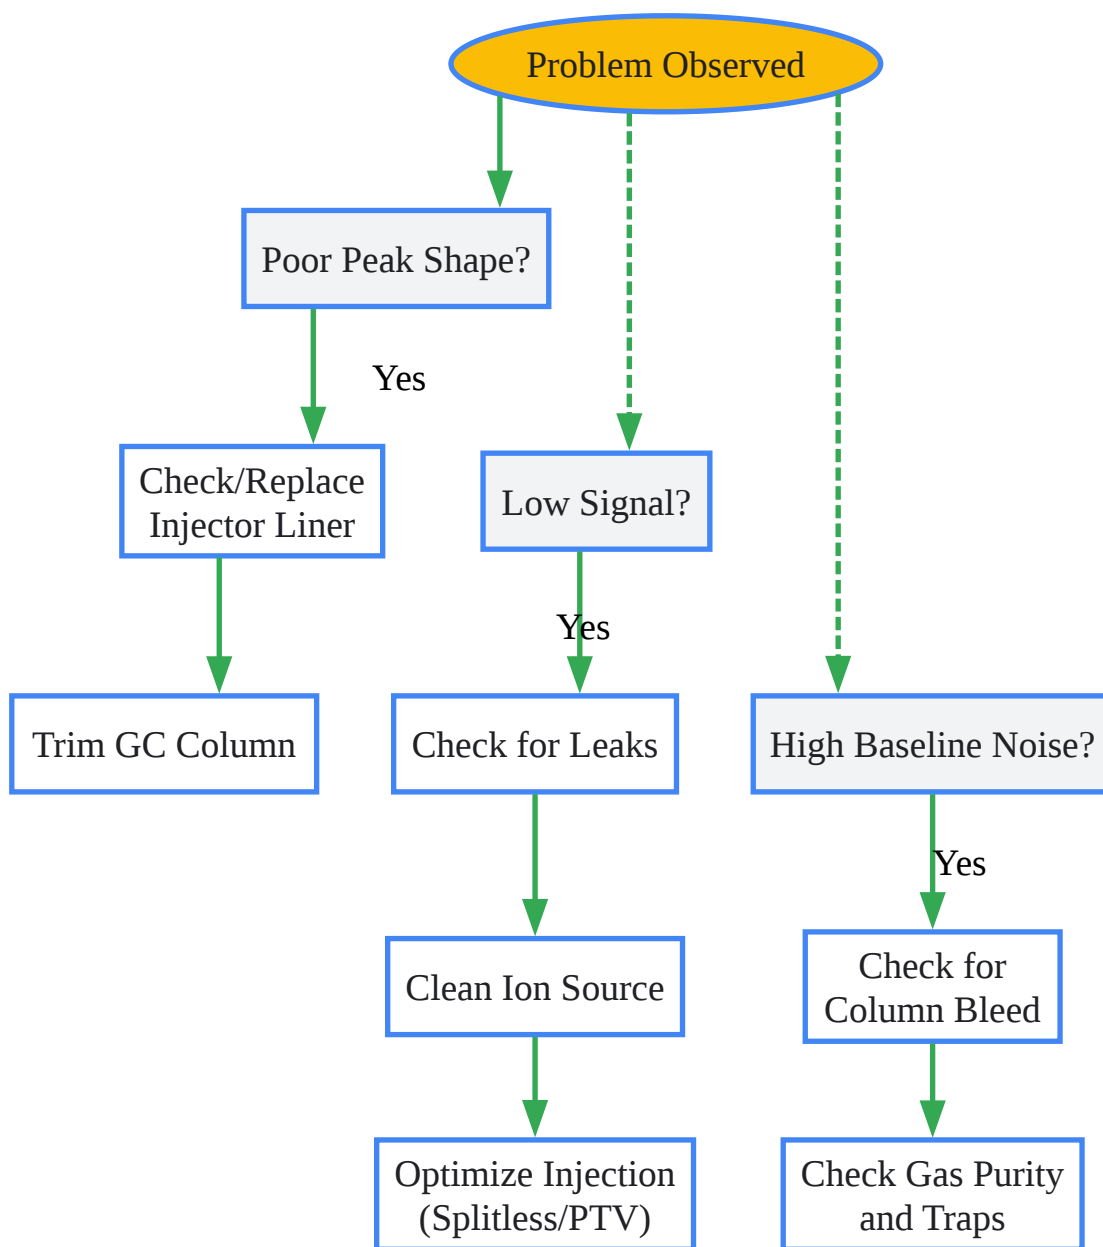 Problem Observed
Poor Peak Shape?
Yes
Check/Replace
Injector Liner
Low Signal?
Yes
Trim GC Column
Check for Leaks
High Baseline Noise?
Yes
Clean Ion Source
Check for
Column Bleed
Optimize Injection
(Splitless/PTV)
Check Gas Purity
and Traps